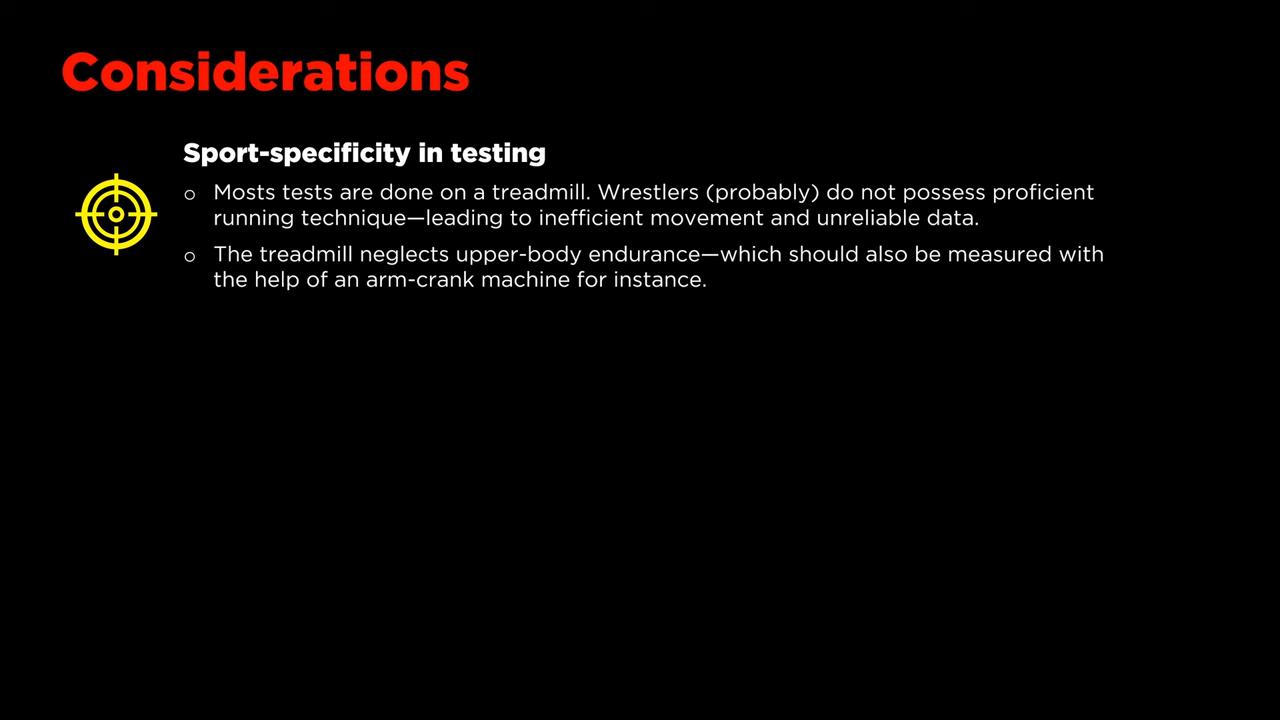 Considerations
Sport-specificity in testing
o Mosts tests are done on a treadmill. Wrestlers (probably) do not possess proficient
running technique—leading to inefficient movement and unreliable data.
o The treadmill neglects upper-body endurance—which should also be measured with
the help of an arm-crank machine for instance.